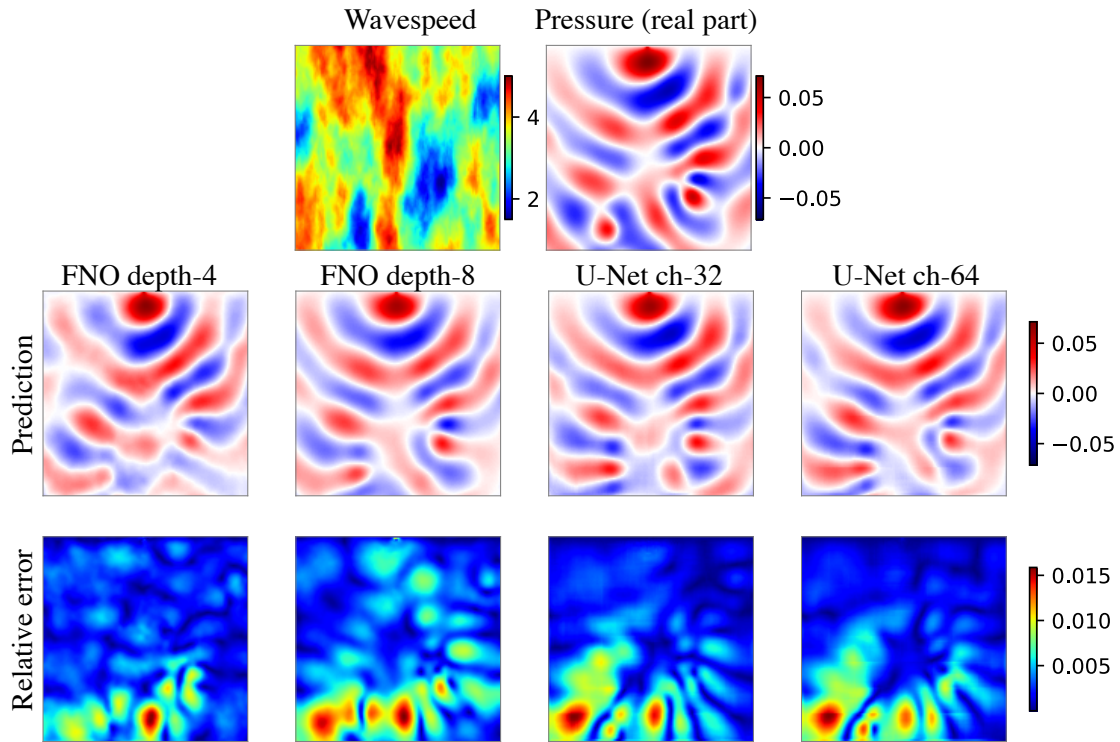 Wavespeed Pressure (real part)
4
2
0.05
0.00
−0.05
FNO depth-4 FNO depth-8 U-Net ch-32 U-Net ch-64
Prediction
0.05
0.00
−0.05
Relative error
0.015
0.010
0.005